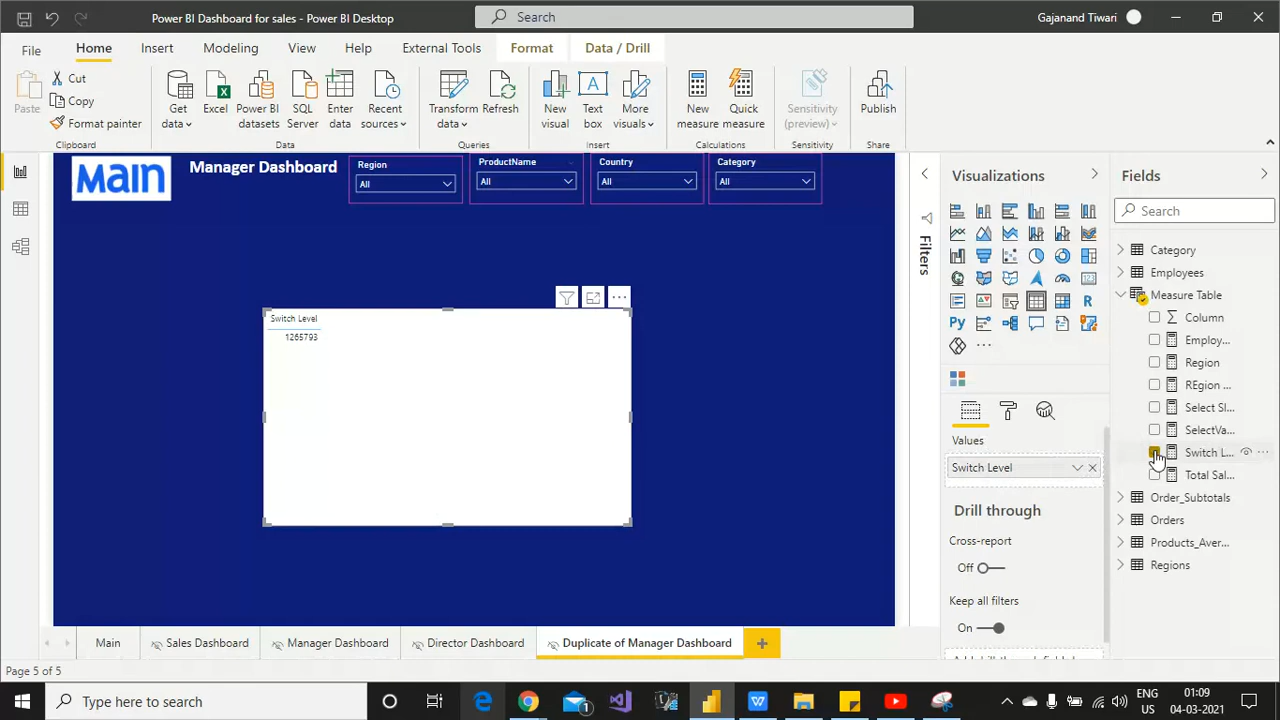 Power BI Dashboard for sales - Power BI Desktop
Search
Gajanand Tiwari
File
Home
Insert
Modeling
View
Help
External Tools
Format
Data / Drill
Paste
Cut
Copy
Format painter
Get data
Excel
Power BI datasets
SQL Server
Enter data
Recent sources
Transform data
Refresh
New visual
Text box
More visuals
New measure
Quick measure
Sensitivity (preview)
Publish
Clipboard
Data
Queries
Insert
Calculations
Sensitivity
Share
Main
Manager Dashboard
Region
All
ProductName
All
Country
All
Category
All
Switch Level
1265793
Filters
Visualizations
R
Py
123
Values
Switch Level
Drill through
Cross-report
Off
Keep all filters
On
Fields
Search
Category
Employees
Measure Table
Column
Employ...
Region
REgion ...
Select Sl...
SelectVa...
Switch L...
Total Sal...
Order_Subtotals
Orders
Products_Aver...
Regions
Main
Sales Dashboard
Manager Dashboard
Director Dashboard
Duplicate of Manager Dashboard
Page 5 of 5
Type here to search
1
ENG
US
01:09
04-03-2021